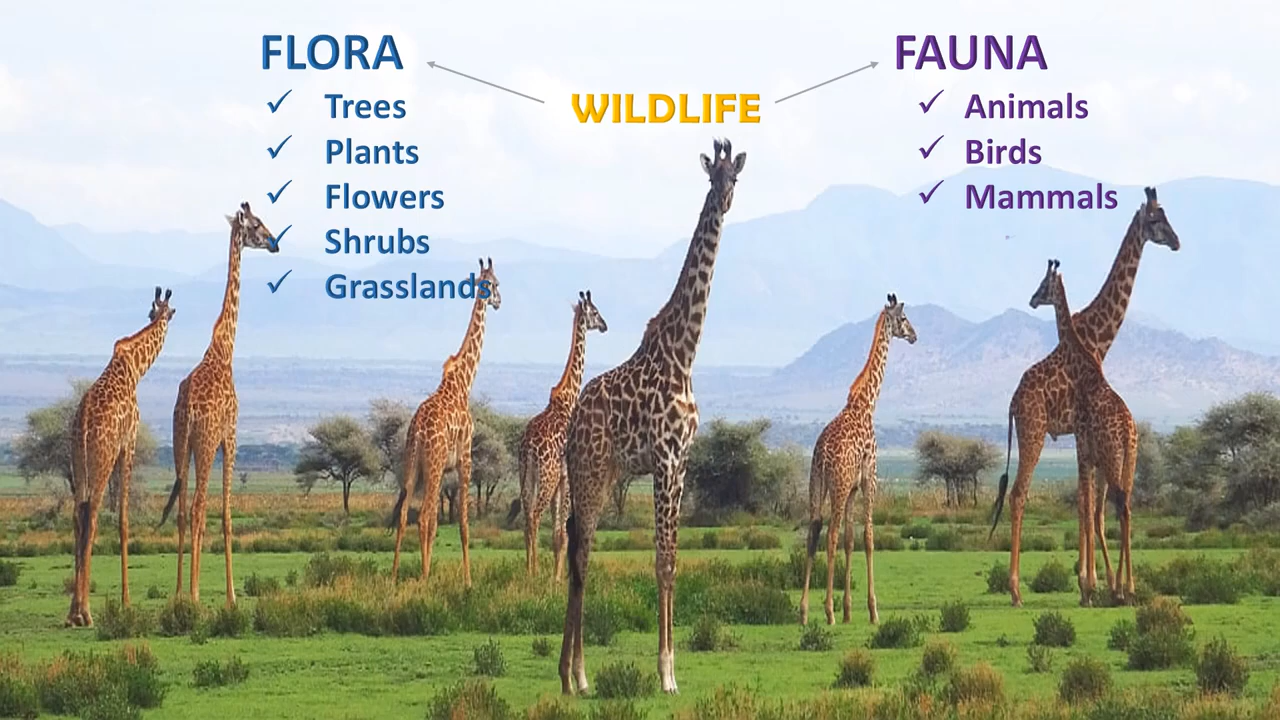 FLORA
✓ Trees
✓ Plants
✓ Flowers
✓ Shrubs
✓ Grasslands
WILDLIFE
FAUNA
✓ Animals
✓ Birds
✓ Mammals